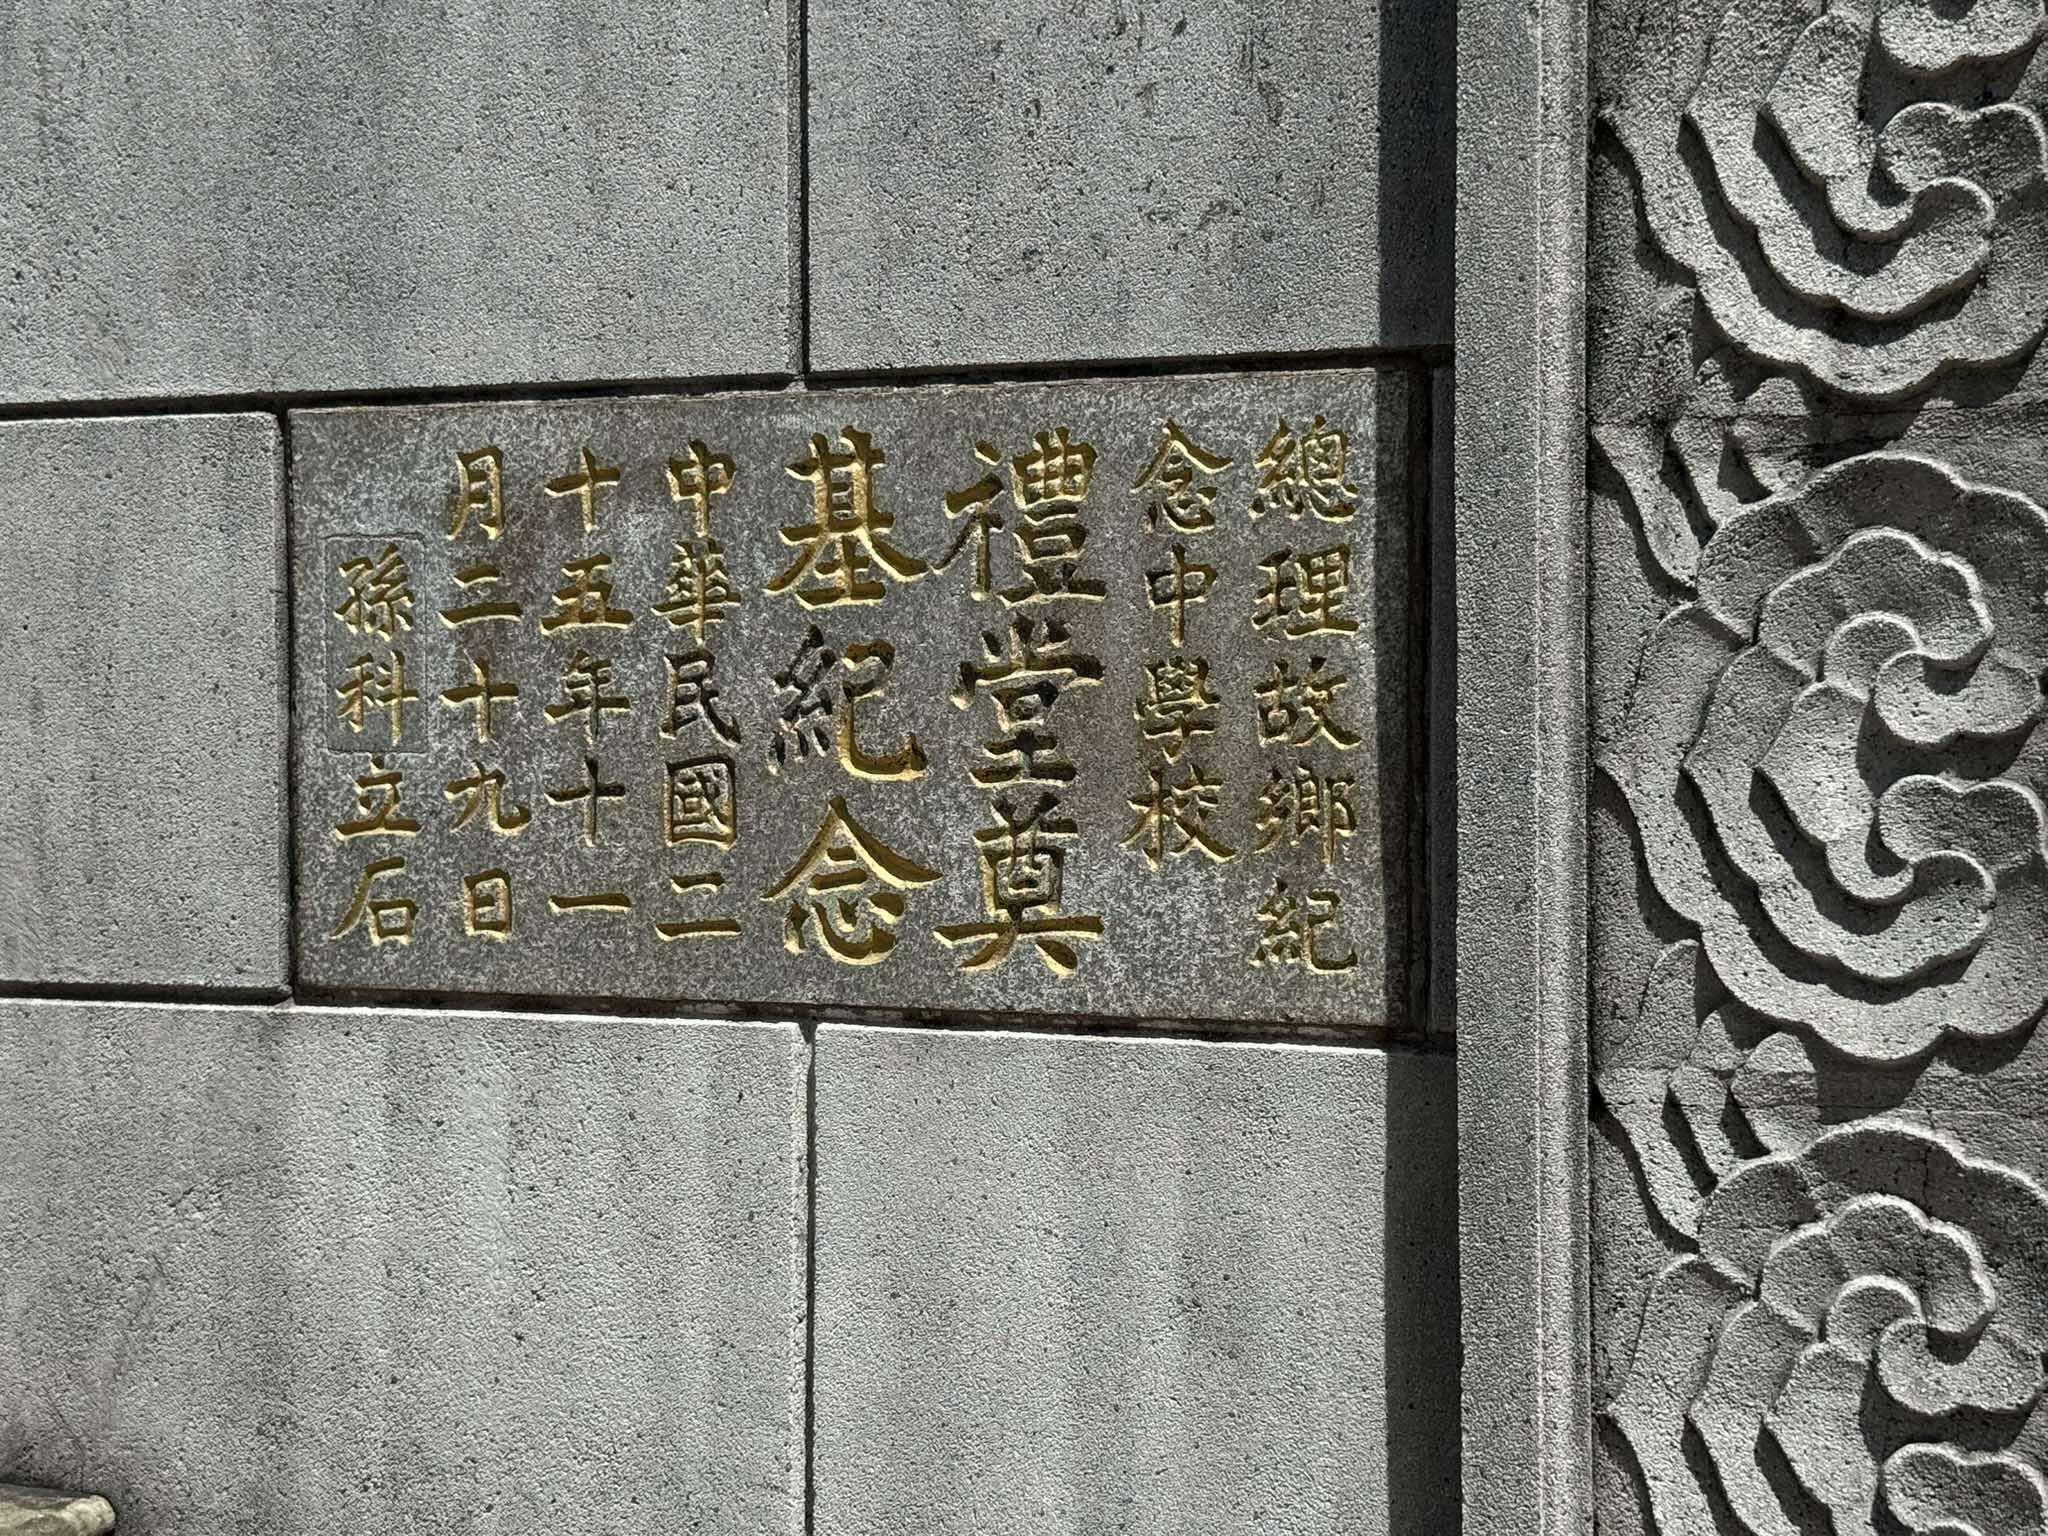 總理故鄉紀
念中學校
禮堂奠
基紀念
中華民國二
十五年十一
月二十九日
孫科立石